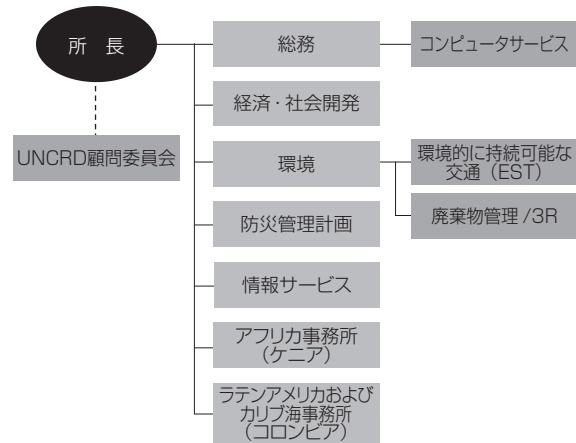 所 長
総務
コンピュータサービス
経済・社会開発
UNCRD顧問委員会
環境
環境的に持続可能な
交通（EST）
廃棄物管理/3R
防災管理計画
情報サービス
アフリカ事務所
（ケニア）
ラテンアメリカおよび
カリブ海事務所
（コロンビア）